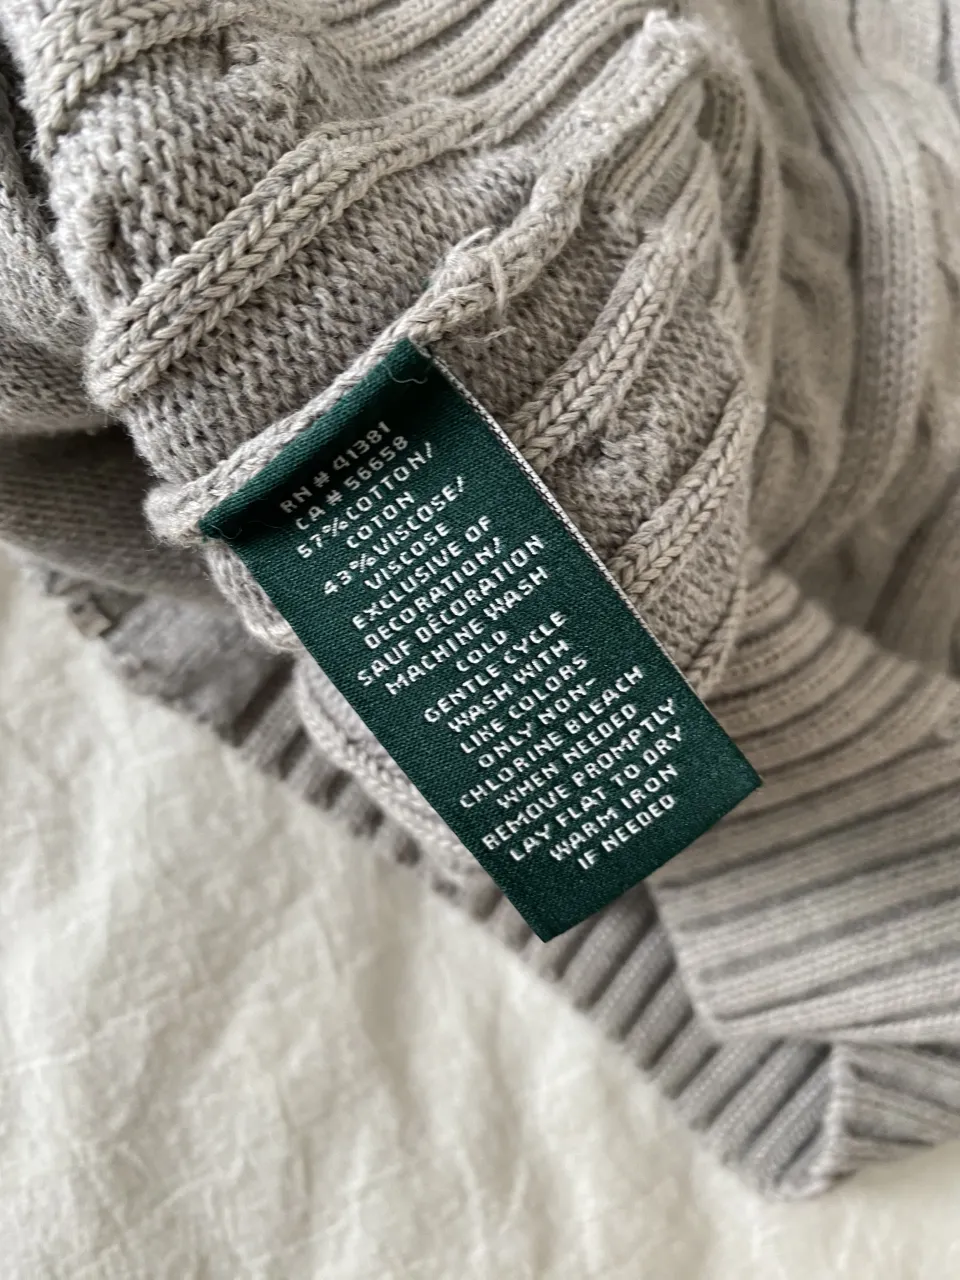 RN # 41381
CA # 56658
57%COTTON/
COTON
43%VISCOSE/
VISCOSE
EXCLUSIVE OF
DECORATION/
SAUF DÉCORATION
MACHINE WASH
COLD
GENTLE CYCLE
WASH WITH
LIKE COLORS
ONLY NON-
CHLORINE BLEACH
WHEN NEEDED
REMOVE PROMPTLY
LAY FLAT TO DRY
WARM IRON
IF NEEDED